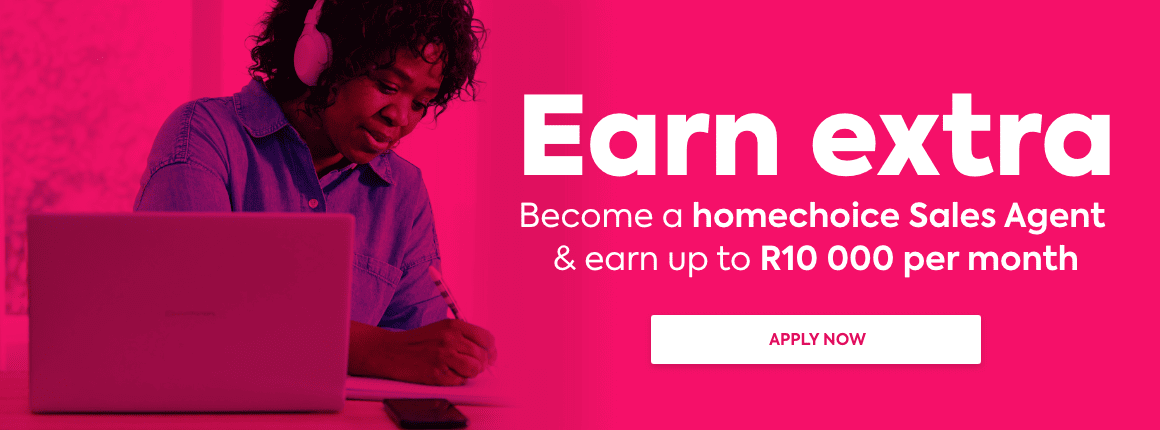 Earn extra
Become a homechoice Sales Agent
& earn up to R10 000 per month
APPLY NOW